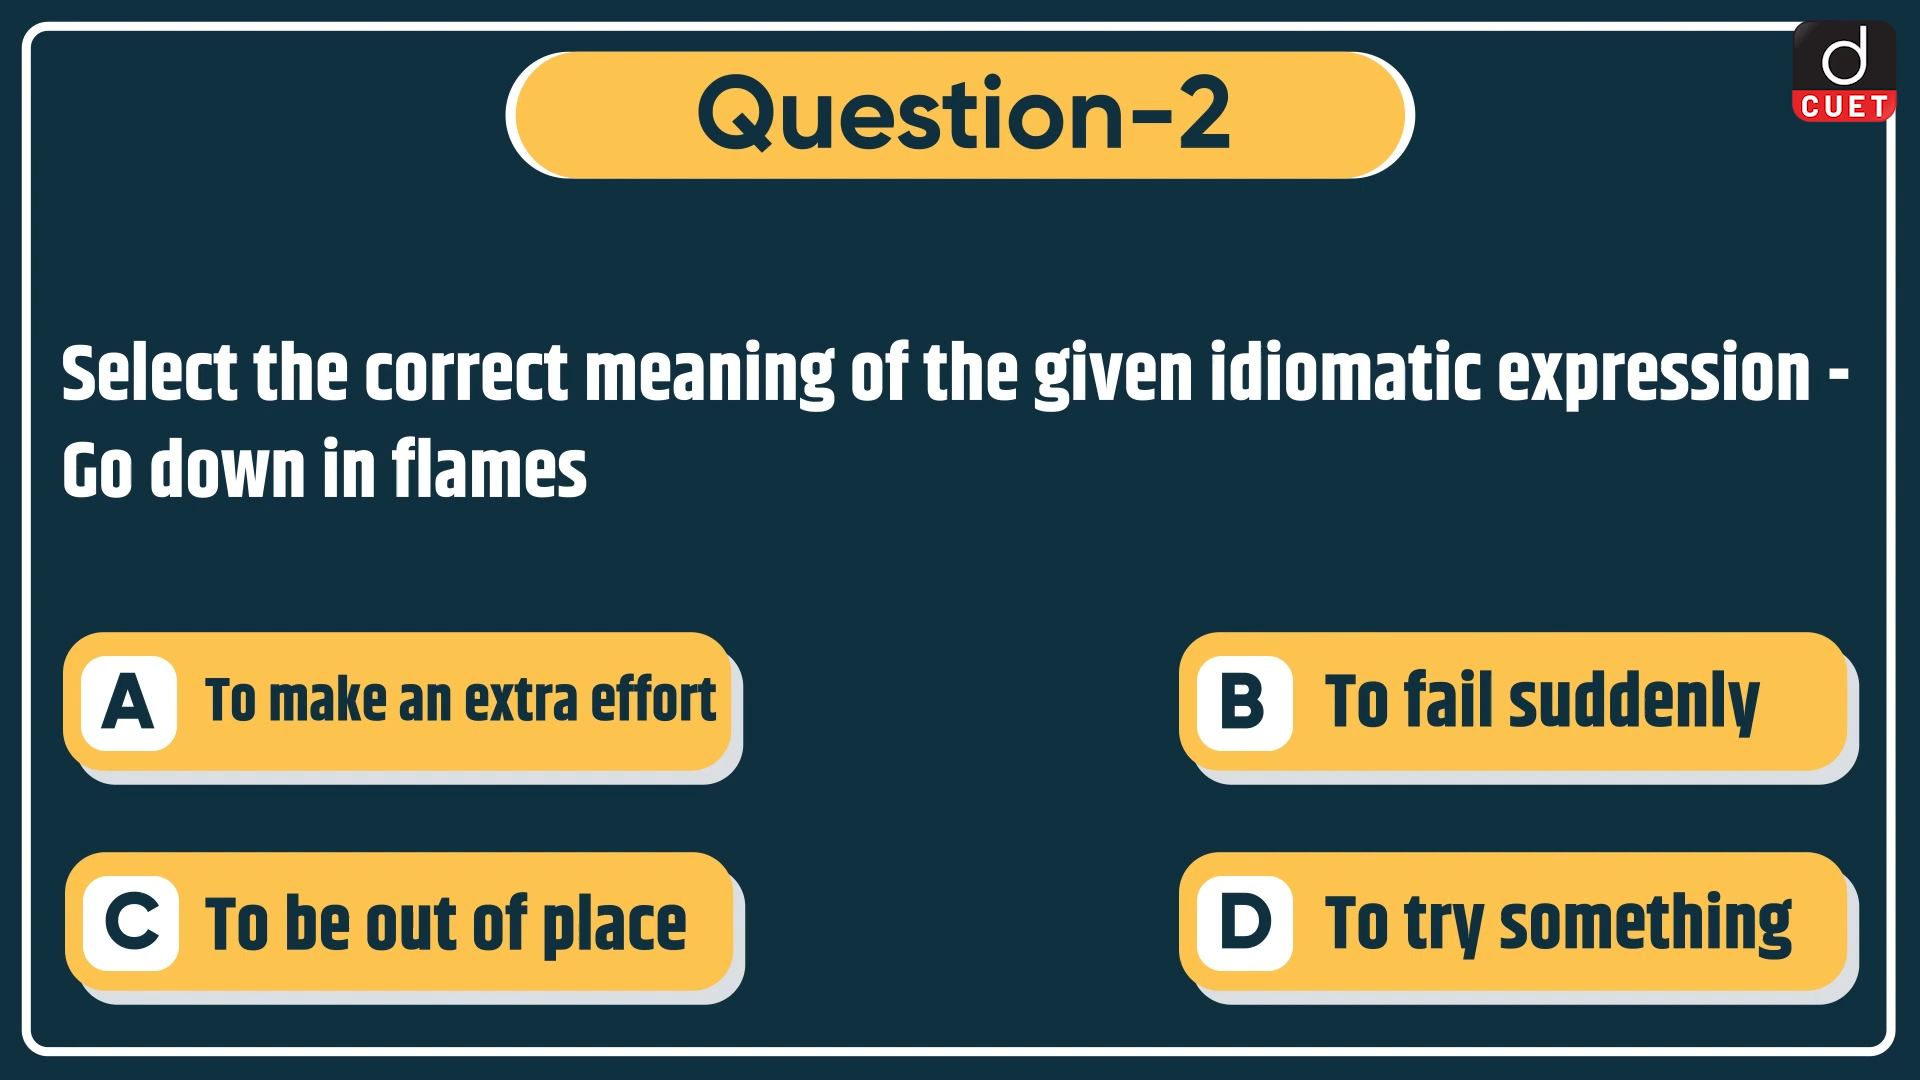 d
CUET
Question-2
Select the correct meaning of the given idiomatic expression -
Go down in flames
A To make an extra effort
B To fail suddenly
C To be out of place
D To try something